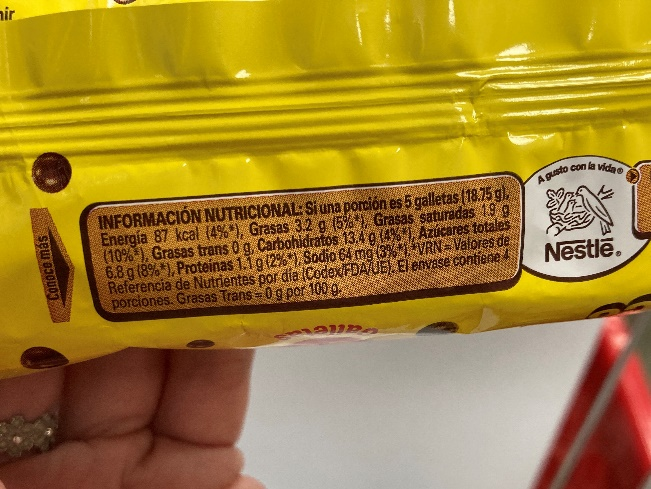 nir
A gusto con la vida®
Nestlé®
Conoce más
INFORMACIÓN NUTRICIONAL: Si una porción es 5 galletas (18.75 g),
Energía 87 kcal (4%*), Grasas 3.2 g (5%*), Grasas saturadas 1.9 g
(10%*), Grasas trans 0 g, Carbohidratos 13.4 g (4%*), Azúcares totales
6.8 g (8%*), Proteínas 1.1 g (2%*), Sodio 64 mg (3%*) *VRN = Valores de
Referencia de Nutrientes por día (Codex/FDA/UE). El envase contiene 4
porciones. Grasas Trans = 0 g por 100 g.